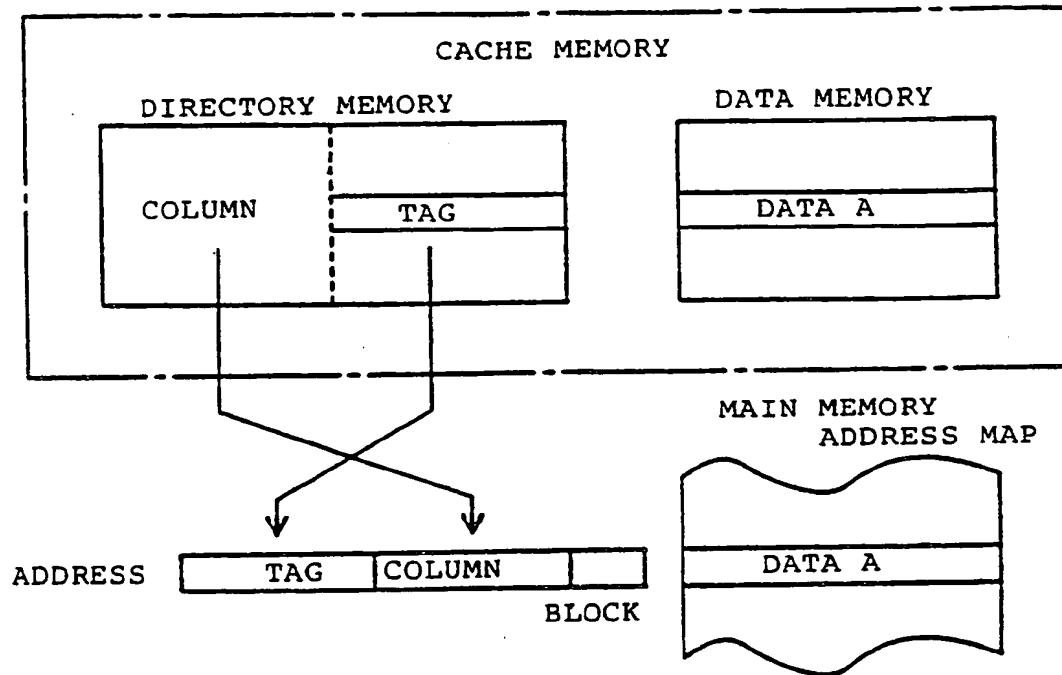 CACHE MEMORY
DIRECTORY MEMORY
DATA MEMORY
COLUMN
TAG
DATA A
MAIN MEMORY
ADDRESS MAP
ADDRESS
TAG
COLUMN
DATA A
BLOCK